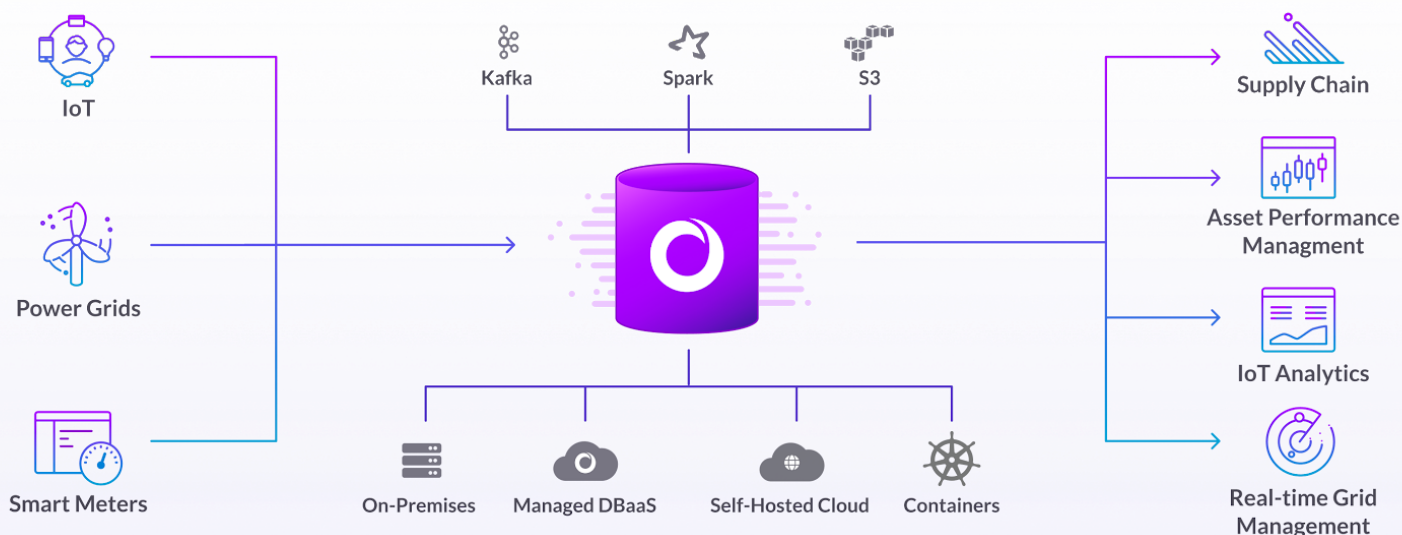 IoT
Power Grids
Smart Meters
Kafka
Spark
S3
On-Premises
Managed DBaaS
Self-Hosted Cloud
Containers
Supply Chain
Asset Performance
Managment
IoT Analytics
Real-time Grid
Management